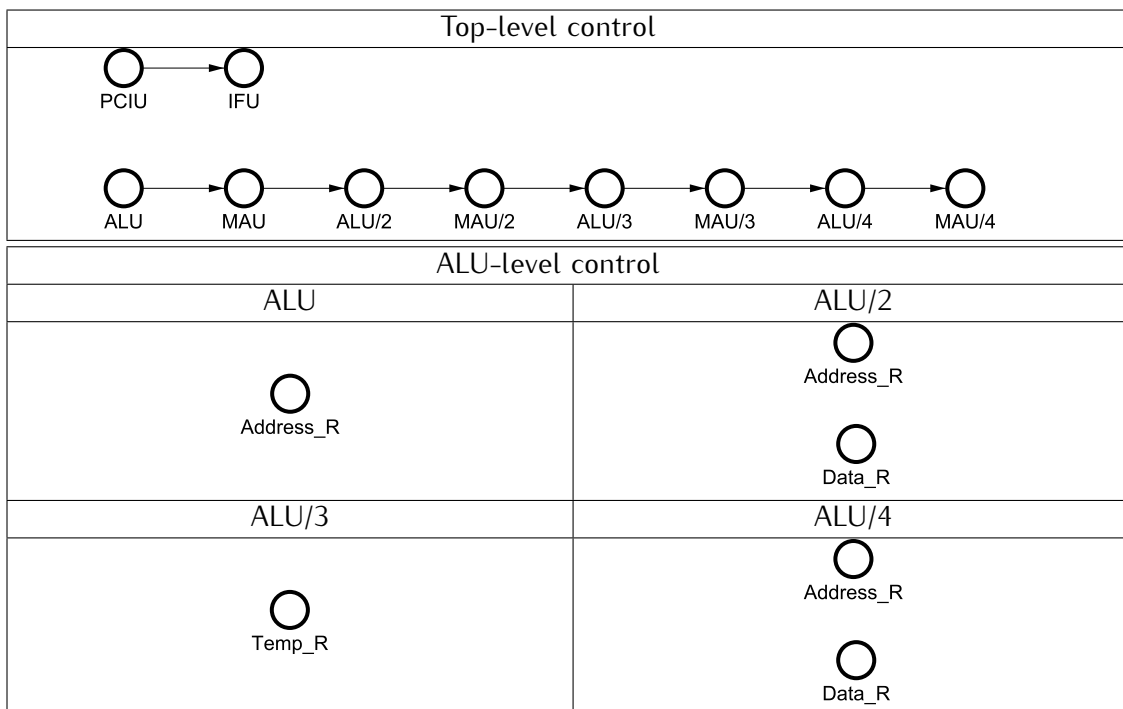 Top-level control
PCIU IFU
ALU MAU ALU/2 MAU/2 ALU/3 MAU/3 ALU/4 MAU/4
ALU-level control
ALU ALU/2
Address_R
Address_R
Data_R
ALU/3 ALU/4
Address_R
Temp_R
Data_R